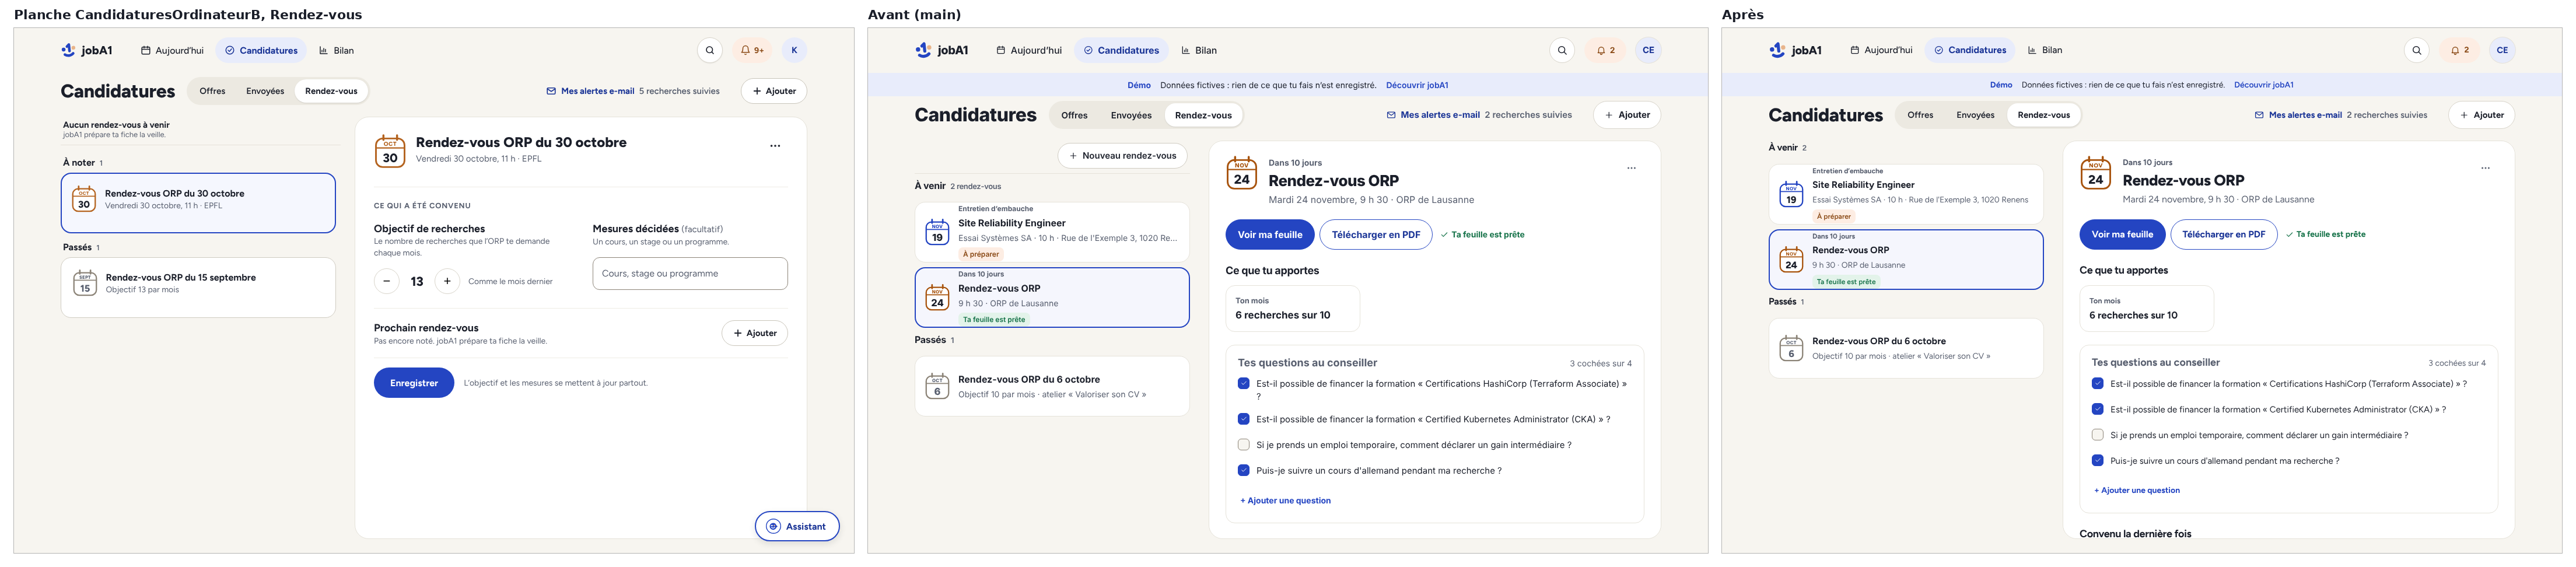 Planche CandidaturesOrdinateurB, Rendez-vous
jobA1
Aujourd'hui
Candidatures
Bilan
9+
K
Candidatures
Offres
Envoyées
Rendez-vous
Mes alertes e-mail 5 recherches suivies
+ Ajouter
Aucun rendez-vous à venir
jobA1 prépare ta fiche la veille.
À noter 1
OCT
30
Rendez-vous ORP du 30 octobre
Vendredi 30 octobre, 11 h · EPFL
Passés 1
SEPT
15
Rendez-vous ORP du 15 septembre
Objectif 13 par mois
OCT
30
Rendez-vous ORP du 30 octobre
Vendredi 30 octobre, 11 h · EPFL
CE QUI A ÉTÉ CONVENU
Objectif de recherches
Le nombre de recherches que l'ORP te demande
chaque mois.
− 13 + Comme le mois dernier
Mesures décidées (facultatif)
Un cours, un stage ou un programme.
Cours, stage ou programme
Prochain rendez-vous
Pas encore noté. jobA1 prépare ta fiche la veille.
+ Ajouter
Enregistrer
L'objectif et les mesures se mettent à jour partout.
Assistant
Avant (main)
jobA1
Aujourd'hui
Candidatures
Bilan
2
CE
Démo Données fictives : rien de ce que tu fais n'est enregistré. Découvrir jobA1
Candidatures
Offres
Envoyées
Rendez-vous
Mes alertes e-mail 2 recherches suivies
+ Ajouter
+ Nouveau rendez-vous
À venir 2 rendez-vous
NOV
19
Entretien d'embauche
Site Reliability Engineer
Essai Systèmes SA · 10 h · Rue de l'Exemple 3, 1020 Re...
À préparer
NOV
24
Dans 10 jours
Rendez-vous ORP
9 h 30 · ORP de Lausanne
Ta feuille est prête
Passés 1
OCT
6
Rendez-vous ORP du 6 octobre
Objectif 10 par mois · atelier « Valoriser son CV »
NOV
24
Dans 10 jours
Rendez-vous ORP
Mardi 24 novembre, 9 h 30 · ORP de Lausanne
Voir ma feuille
Télécharger en PDF
Ta feuille est prête
Ce que tu apportes
Ton mois
6 recherches sur 10
Tes questions au conseiller
3 cochées sur 4
Est-il possible de financer la formation « Certifications HashiCorp (Terraform Associate) »
?
Est-il possible de financer la formation « Certified Kubernetes Administrator (CKA) » ?
Si je prends un emploi temporaire, comment déclarer un gain intermédiaire ?
Puis-je suivre un cours d'allemand pendant ma recherche ?
+ Ajouter une question
Après
jobA1
Aujourd'hui
Candidatures
Bilan
2
CE
Démo Données fictives : rien de ce que tu fais n'est enregistré. Découvrir jobA1
Candidatures
Offres
Envoyées
Rendez-vous
Mes alertes e-mail 2 recherches suivies
+ Ajouter
À venir 2
NOV
19
Entretien d'embauche
Site Reliability Engineer
Essai Systèmes SA · 10 h · Rue de l'Exemple 3, 1020 Renens
À préparer
NOV
24
Dans 10 jours
Rendez-vous ORP
9 h 30 · ORP de Lausanne
Ta feuille est prête
Passés 1
OCT
6
Rendez-vous ORP du 6 octobre
Objectif 10 par mois · atelier « Valoriser son CV »
NOV
24
Dans 10 jours
Rendez-vous ORP
Mardi 24 novembre, 9 h 30 · ORP de Lausanne
Voir ma feuille
Télécharger en PDF
Ta feuille est prête
Ce que tu apportes
Ton mois
6 recherches sur 10
Tes questions au conseiller
3 cochées sur 4
Est-il possible de financer la formation « Certifications HashiCorp (Terraform Associate) » ?
Est-il possible de financer la formation « Certified Kubernetes Administrator (CKA) » ?
Si je prends un emploi temporaire, comment déclarer un gain intermédiaire ?
Puis-je suivre un cours d'allemand pendant ma recherche ?
+ Ajouter une question
Convenu la dernière fois